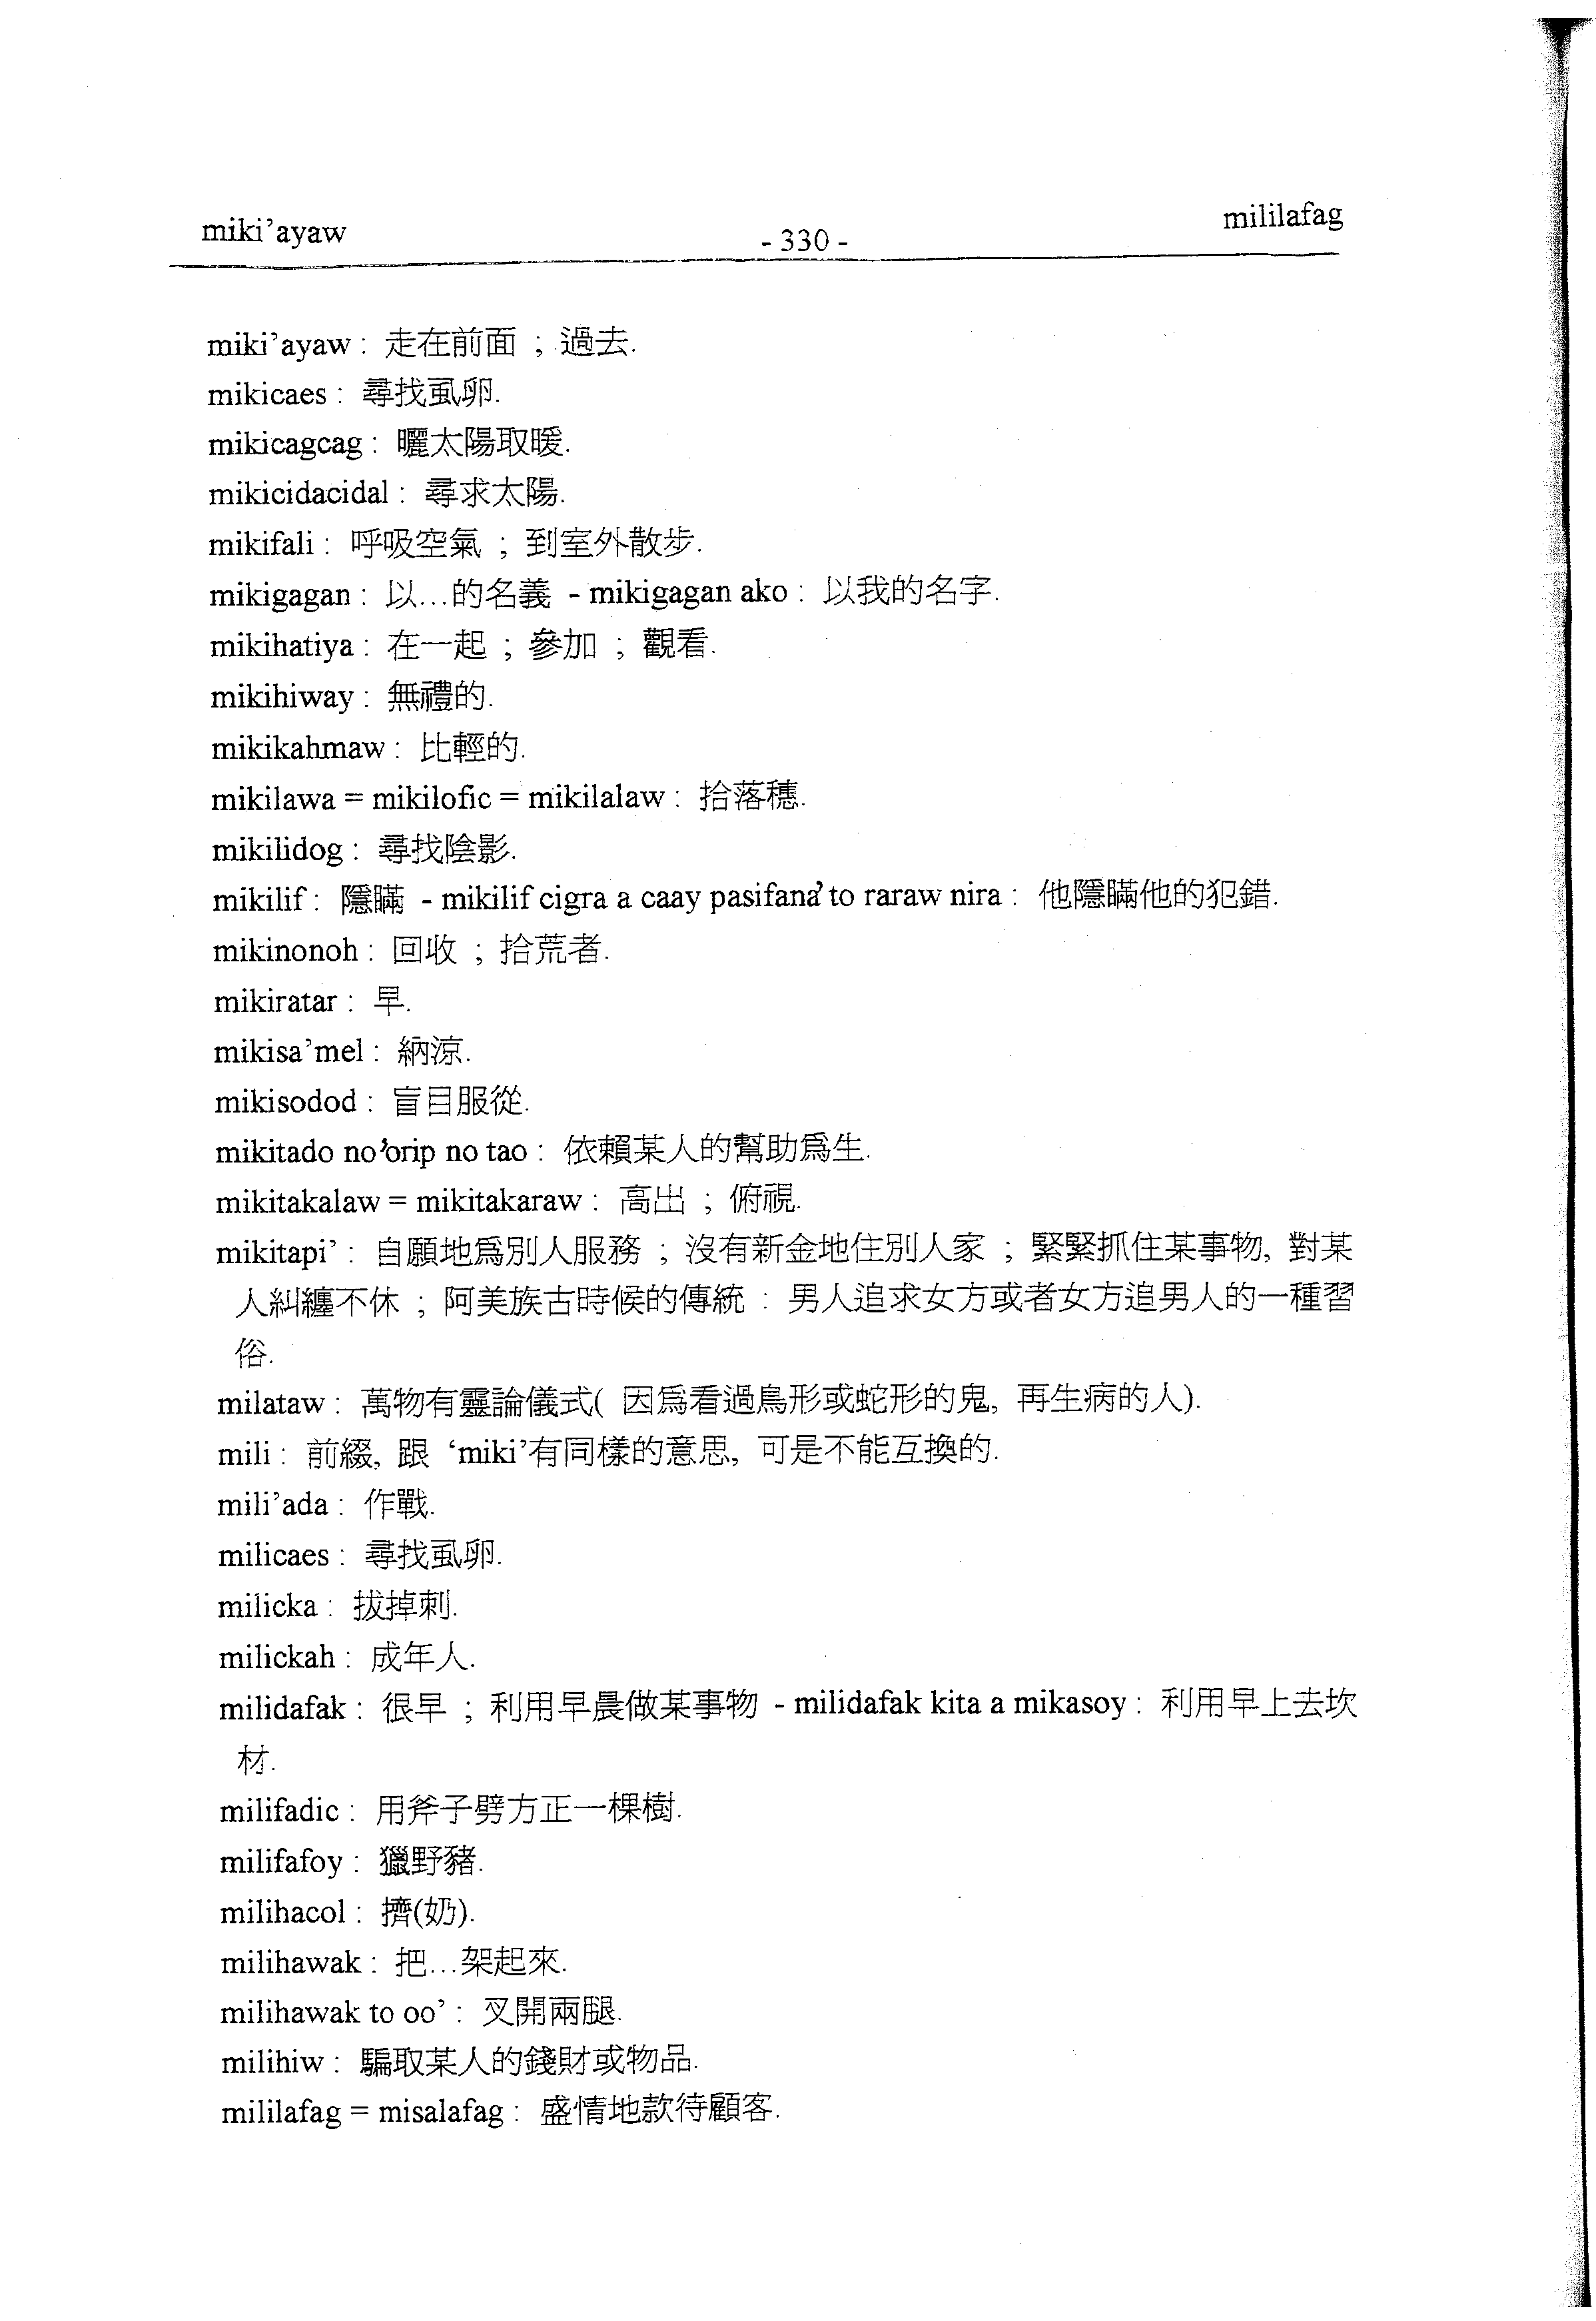 miki’ayaw - 330 - mililafag
miki’ayaw : 走在前面 ; 過去.
mikicaes : 尋找虱卵.
mikicagcag : 曬太陽取暖.
mikicidacidal : 尋求太陽.
mikifali : 呼吸空氣 ; 到室外散步.
mikigagan : 以…的名義 - mikigagan ako : 以我的名字.
mikihatiya : 在一起 ; 參加 ; 觀看.
mikihiway : 無禮的.
mikikahmaw : 比輕的.
mikilawa = mikilofic = mikilalaw : 拾落穗.
mikilidog : 尋找陰影.
mikilif : 隱瞞 - mikilif cigra a caay pasifana’ to raraw nira : 他隱瞞他的犯錯.
mikinonoh : 回收 ; 拾荒者.
mikiratar : 早.
mikisa’mel : 納涼.
mikisodod : 盲目服從.
mikitado no ’orip no tao : 依賴某人的幫助爲生.
mikitakalaw = mikitakaraw : 高出 ; 俯視.
mikitapi’ : 自願地爲別人服務 ; 沒有新金地住別人家 ; 緊緊抓住某事物, 對某
人糾纏不休 ; 阿美族古時候的傳統 : 男人追求女方或者女方追男人的一種習
俗.
milataw : 萬物有靈論儀式( 因爲看過鳥形或蛇形的鬼, 再生病的人).
mili : 前綴, 跟 ‘miki’有同樣的意思, 可是不能互換的.
mili’ada : 作戰.
milicaes : 尋找虱卵.
milicka : 拔掉刺.
milickah : 成年人.
milidafak : 很早 ; 利用早晨做某事物 - milidafak kita a mikasoy : 利用早上去坎
材.
milifadic : 用斧子劈方正一棵樹.
milifafoy : 獵野豬.
milihacol : 擠(奶).
milihawak : 把…架起來.
milihawak to oo’ : 叉開兩腿.
milihiw : 騙取某人的錢財或物品.
mililafag = misalafag : 盛情地款待顧客.